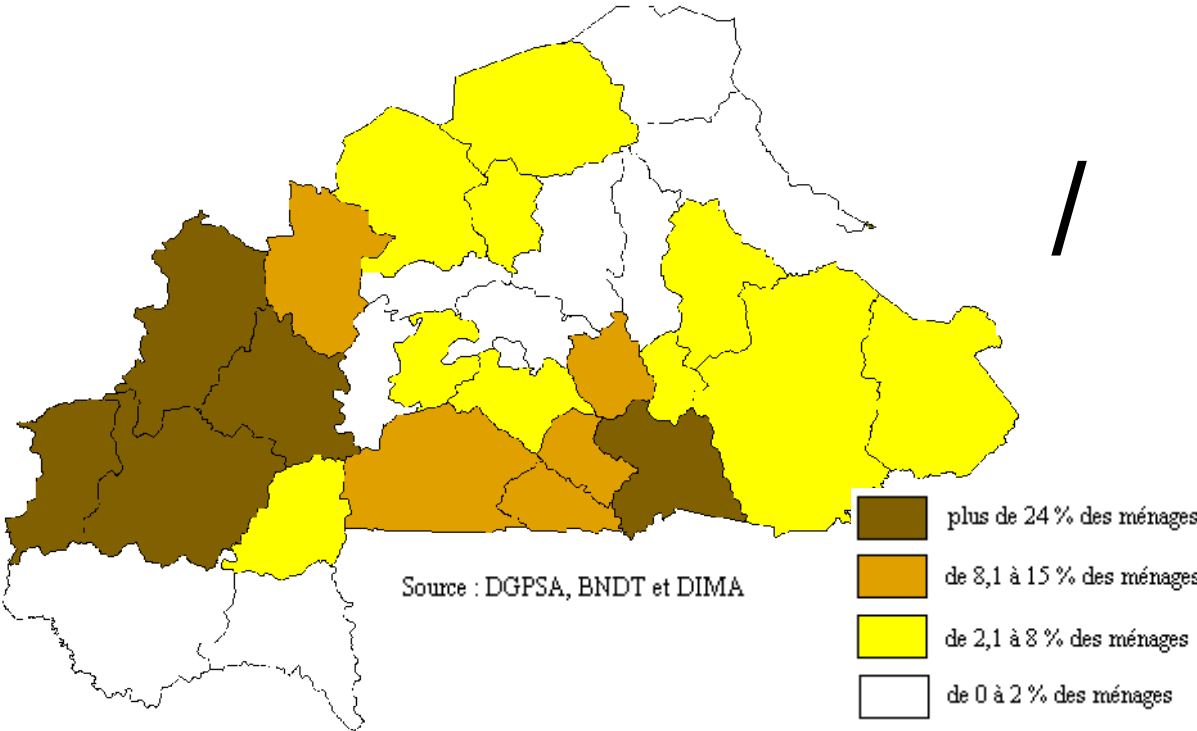 /
plus de 24 % des ménages
de 8,1 à 15 % des ménages
Source : DGPSA, BNDT et DIMA
de 2,1 à 8 % des ménages
de 0 à 2 % des ménages